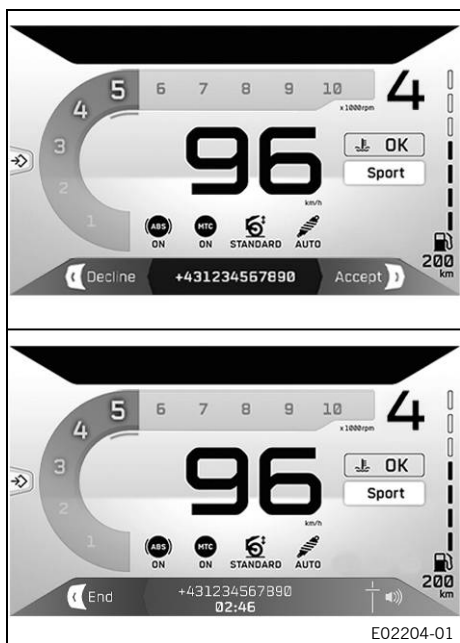 5 6 7 8 9 10
x1000rpm
4
4
3
2
1
96
km/h
OK
Sport
(ABS) MTC
ON ON STANDARD AUTO
200
km
Decline +431234567890 Accept
5 6 7 8 9 10
x1000rpm
4
4
3
2
1
96
km/h
OK
Sport
(ABS) MTC
ON ON STANDARD AUTO
200
km
End +431234567890
02:46
E02204-01